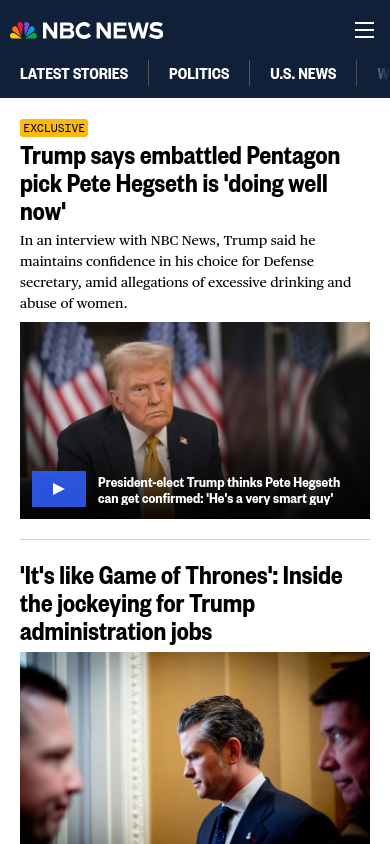 NBC NEWS
LATEST STORIES
POLITICS
U.S. NEWS
EXCLUSIVE
Trump says embattled Pentagon
pick Pete Hegseth is 'doing well
now'
In an interview with NBC News, Trump said he
maintains confidence in his choice for Defense
secretary, amid allegations of excessive drinking and
abuse of women.
President-elect Trump thinks Pete Hegseth
can get confirmed: 'He's a very smart guy'
'It's like Game of Thrones': Inside
the jockeying for Trump
administration jobs